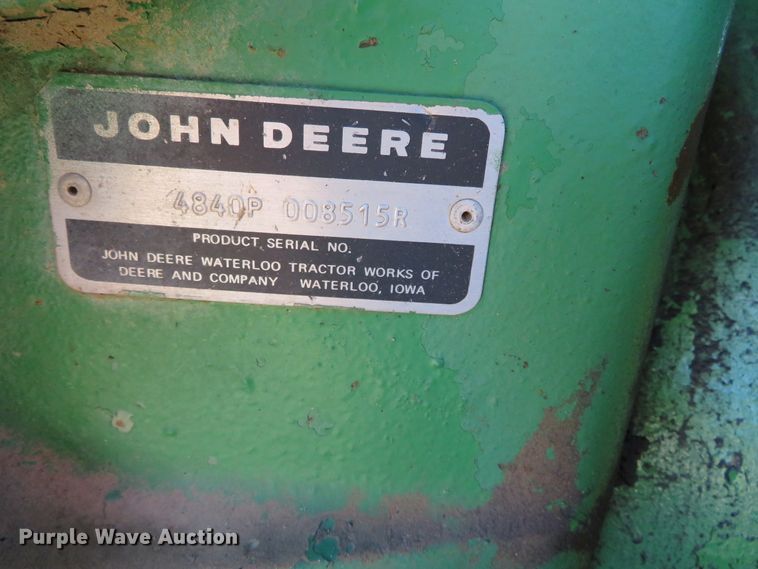 JOHN DEERE
4840P 008515R
PRODUCT SERIAL NO.
JOHN DEERE WATERLOO TRACTOR WORKS OF
DEERE AND COMPANY WATERLOO, IOWA
Purple Wave Auction